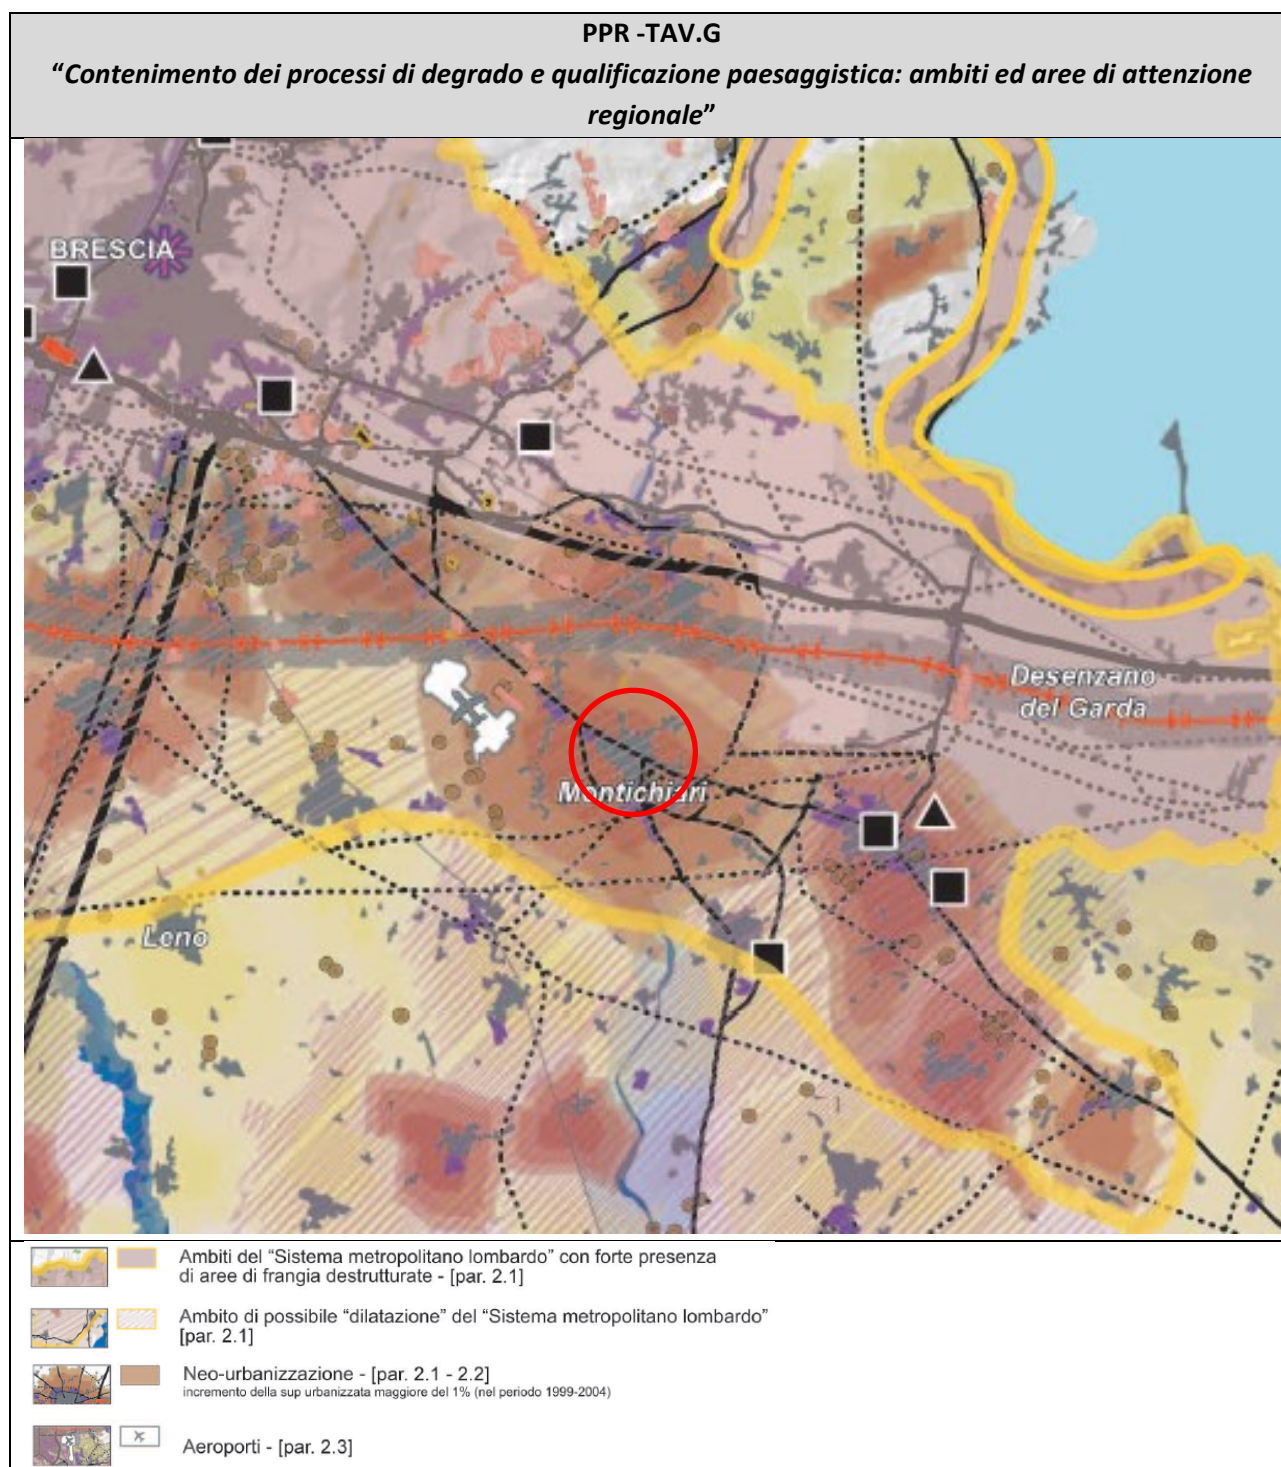 PPR -TAV.G
“Contenimento dei processi di degrado e qualificazione paesaggistica: ambiti ed aree di attenzione
regionale”
BRESCIA
Desenzano
del Garda
Montichiari
Leno
Ambiti del “Sistema metropolitano lombardo” con forte presenza
di aree di frangia destrutturate - [par. 2.1]
Ambito di possibile “dilatazione” del “Sistema metropolitano lombardo”
[par. 2.1]
Neo-urbanizzazione - [par. 2.1 - 2.2]
incremento della sup urbanizzata maggiore del 1% (nel periodo 1999-2004)
Aeroporti - [par. 2.3]